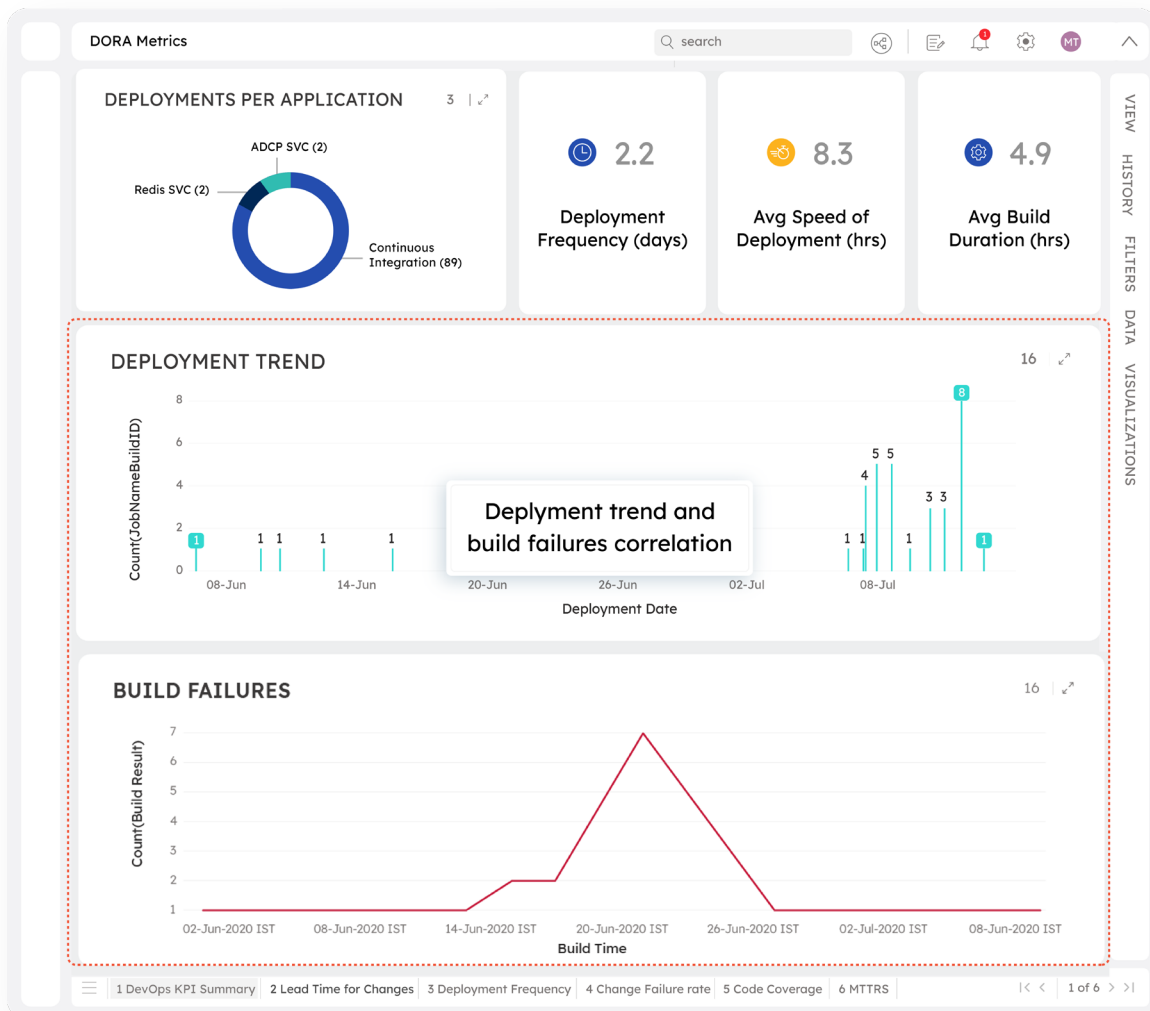 DORA Metrics
search
1
MT
DEPLOYMENTS PER APPLICATION
3
ADCP SVC (2)
Redis SVC (2)
Continuous
Integration (89)
2.2
Deployment
Frequency (days)
8.3
Avg Speed of
Deployment (hrs)
4.9
Avg Build
Duration (hrs)
VIEW
HISTORY
FILTERS
DATA
VISUALIZATIONS
DEPLOYMENT TREND
16
Count(JobNameBuildID)
8
6
4
2
0
1
1
1
1
1
1
1
4
5
5
1
3
3
8
1
Deplyment trend and
build failures correlation
08-Jun
14-Jun
20-Jun
26-Jun
02-Jul
08-Jul
Deployment Date
BUILD FAILURES
16
Count(Build Result)
7
6
5
4
3
2
1
02-Jun-2020 IST
08-Jun-2020 IST
14-Jun-2020 IST
20-Jun-2020 IST
26-Jun-2020 IST
02-Jul-2020 IST
08-Jun-2020 IST
Build Time
1 DevOps KPI Summary
2 Lead Time for Changes
3 Deployment Frequency
4 Change Failure rate
5 Code Coverage
6 MTTRS
1 of 6